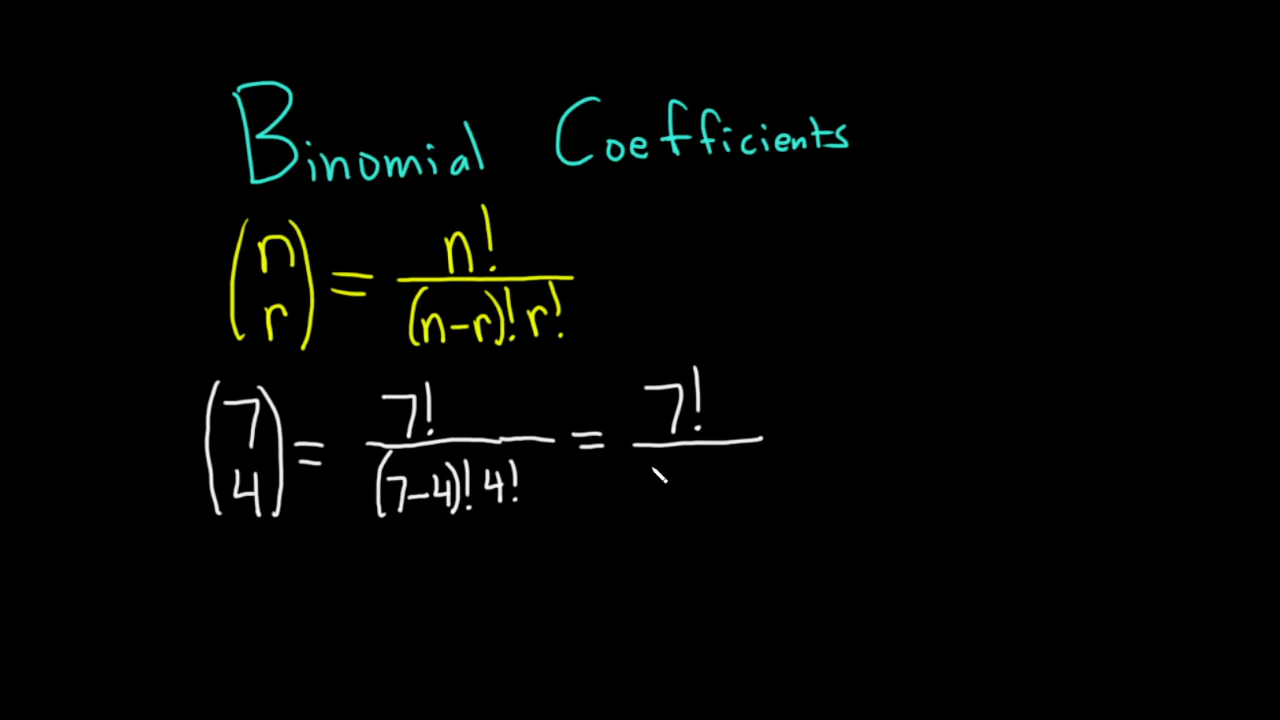 Binomial Coefficients
(n r) = n! / (n-r)! r!
(7 4) = 7! / (7-4)! 4! = 7! /